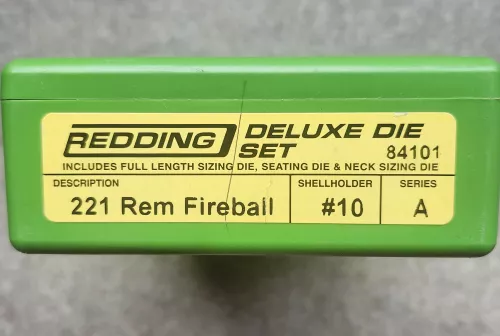 REDDING DELUXE DIE
SET 84101
INCLUDES FULL LENGTH SIZING DIE, SEATING DIE & NECK SIZING DIE
DESCRIPTION SHELLHOLDER SERIES
221 Rem Fireball #10 A